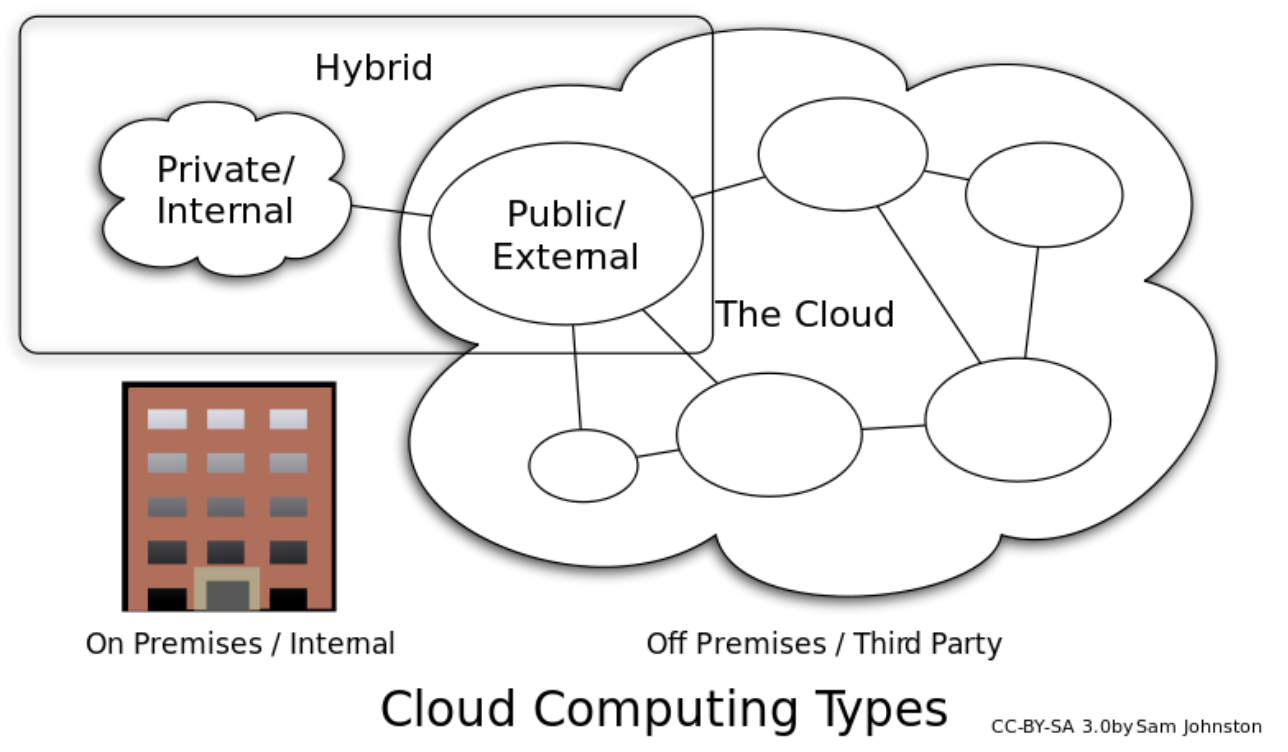 Hybrid
Private/
Internal
Public/
External
The Cloud
On Premises / Internal
Off Premises / Third Party
Cloud Computing Types
CC-BY-SA 3.0 by Sam Johnston